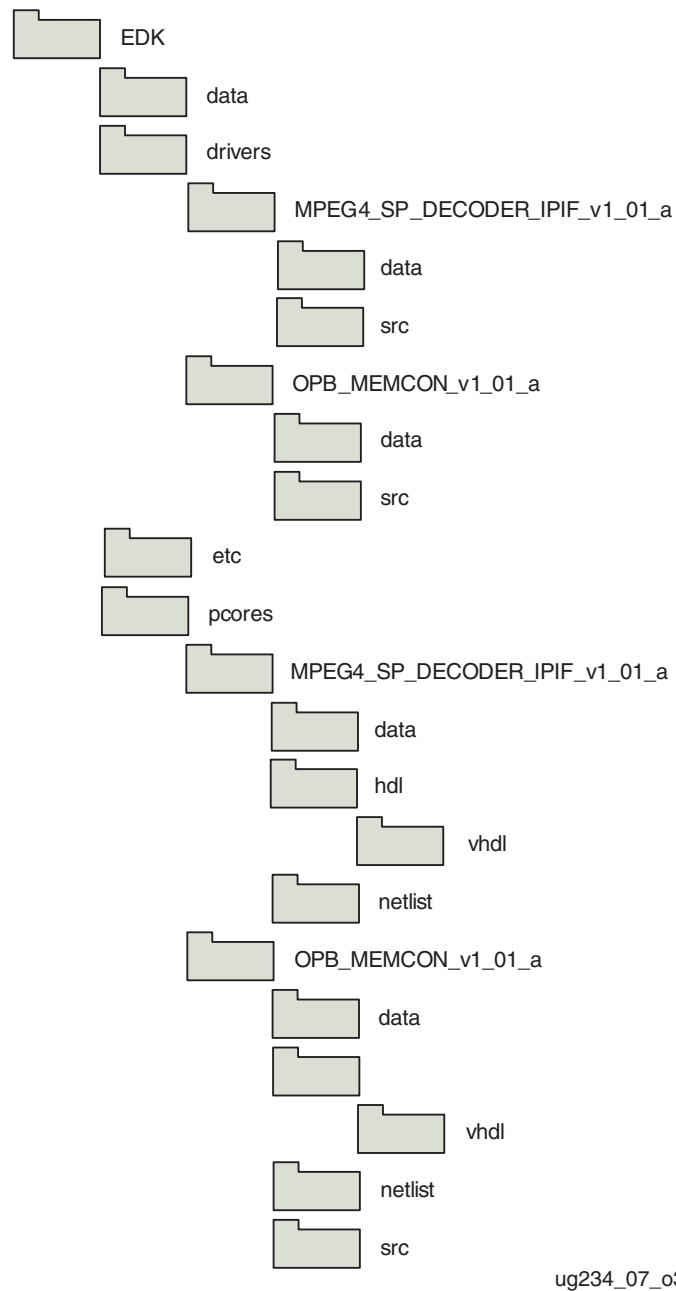 EDK
data
drivers
MPEG4_SP_DECODER_IPIF_v1_01_a
data
src
OPB_MEMCON_v1_01_a
data
src
etc
pcores
MPEG4_SP_DECODER_IPIF_v1_01_a
data
hdl
vhdl
netlist
OPB_MEMCON_v1_01_a
data
vhdl
netlist
src